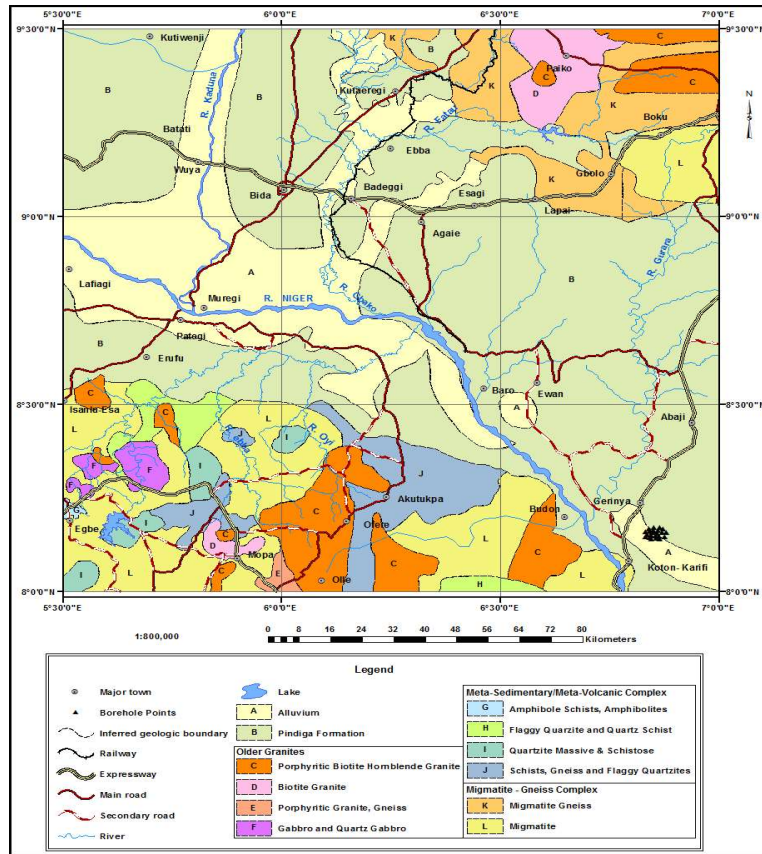 5°30'0"E 6°0'0"E 6°30'0"E 7°0'0"E
9°30'0"N 9°30'0"N
Kutiwenji
B
B
B
K
C
Paiko
C
D
C
K
K
Kutaeregi
R. Kaduna
R. Eata
Boku
Batati
Ebba
Wuya
Gbolo
L
Badeggi
Esagi
K
Bida
Lapai
9°0'0"N 9°0'0"N
Agaie
R. Gurara
Lafiagi
A
B
Muregi
R. NIGER
R. Gbako
Pategi
B
Erufu
Baro
Ewan
C
8°30'0"N 8°30'0"N
Isanlu-Esa
C
A
Abaji
L
L
R. Oyi
J
I
F
F
F
I
J
Akutukpa
Gerinya
G
Egbe
I
J
C
Ofere
Budon
D
C
Mopa
L
L
C
A
I
L
C
E
Olle
C
L
Koton-Karifi
8°0'0"N 8°0'0"N
H
5°30'0"E 6°0'0"E 6°30'0"E 7°0'0"E
N
1:800,000
0 8 16 24 32 40 48 56 64 72 80
Kilometers
Legend
Major town
Borehole Points
Inferred geologic boundary
Railway
Expressway
Main road
Secondary road
River
Lake
A Alluvium
B Pindiga Formation
Older Granites
C Porphyritic Biotite Hornblende Granite
D Biotite Granite
E Porphyritic Granite, Gneiss
F Gabbro and Quartz Gabbro
Meta-Sedimentary/Meta-Volcanic Complex
G Amphibole Schists, Amphibolites
H Flaggy Quarzite and Quartz Schist
I Quartzite Massive & Schistose
J Schists, Gneiss and Flaggy Quartzites
Migmatite - Gneiss Complex
K Migmatite Gneiss
L Migmatite